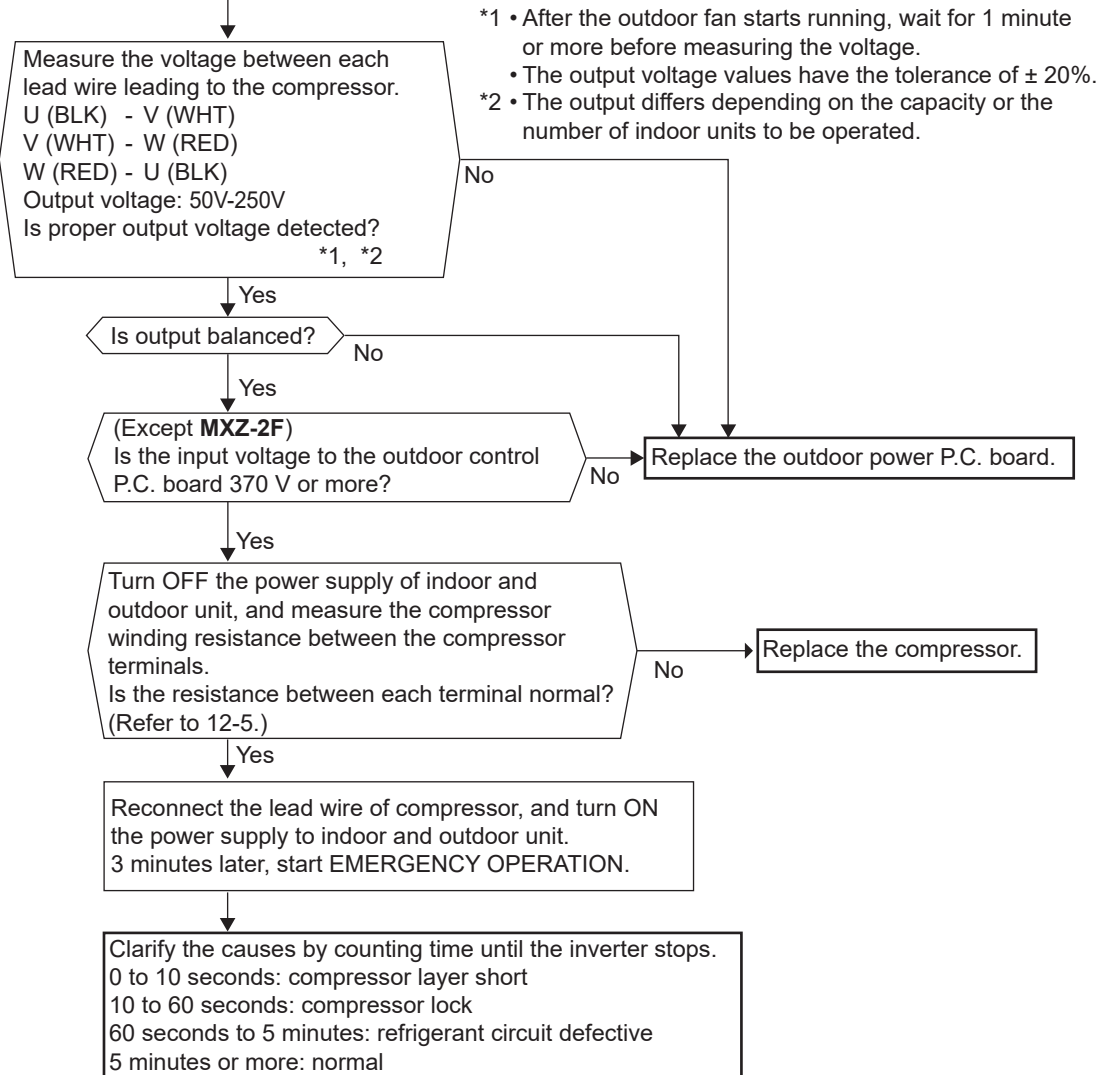 *1 • After the outdoor fan starts running, wait for 1 minute
or more before measuring the voltage.
• The output voltage values have the tolerance of ± 20%.
*2 • The output differs depending on the capacity or the
number of indoor units to be operated.
Measure the voltage between each
lead wire leading to the compressor.
U (BLK) - V (WHT)
V (WHT) - W (RED)
W (RED) - U (BLK)
Output voltage: 50V-250V
Is proper output voltage detected?
*1, *2
No
Yes
Is output balanced?
No
Yes
(Except MXZ-2F)
Is the input voltage to the outdoor control
P.C. board 370 V or more?
No
Replace the outdoor power P.C. board.
Yes
Turn OFF the power supply of indoor and
outdoor unit, and measure the compressor
winding resistance between the compressor
terminals.
Is the resistance between each terminal normal?
(Refer to 12-5.)
No
Replace the compressor.
Yes
Reconnect the lead wire of compressor, and turn ON
the power supply to indoor and outdoor unit.
3 minutes later, start EMERGENCY OPERATION.
Clarify the causes by counting time until the inverter stops.
0 to 10 seconds: compressor layer short
10 to 60 seconds: compressor lock
60 seconds to 5 minutes: refrigerant circuit defective
5 minutes or more: normal